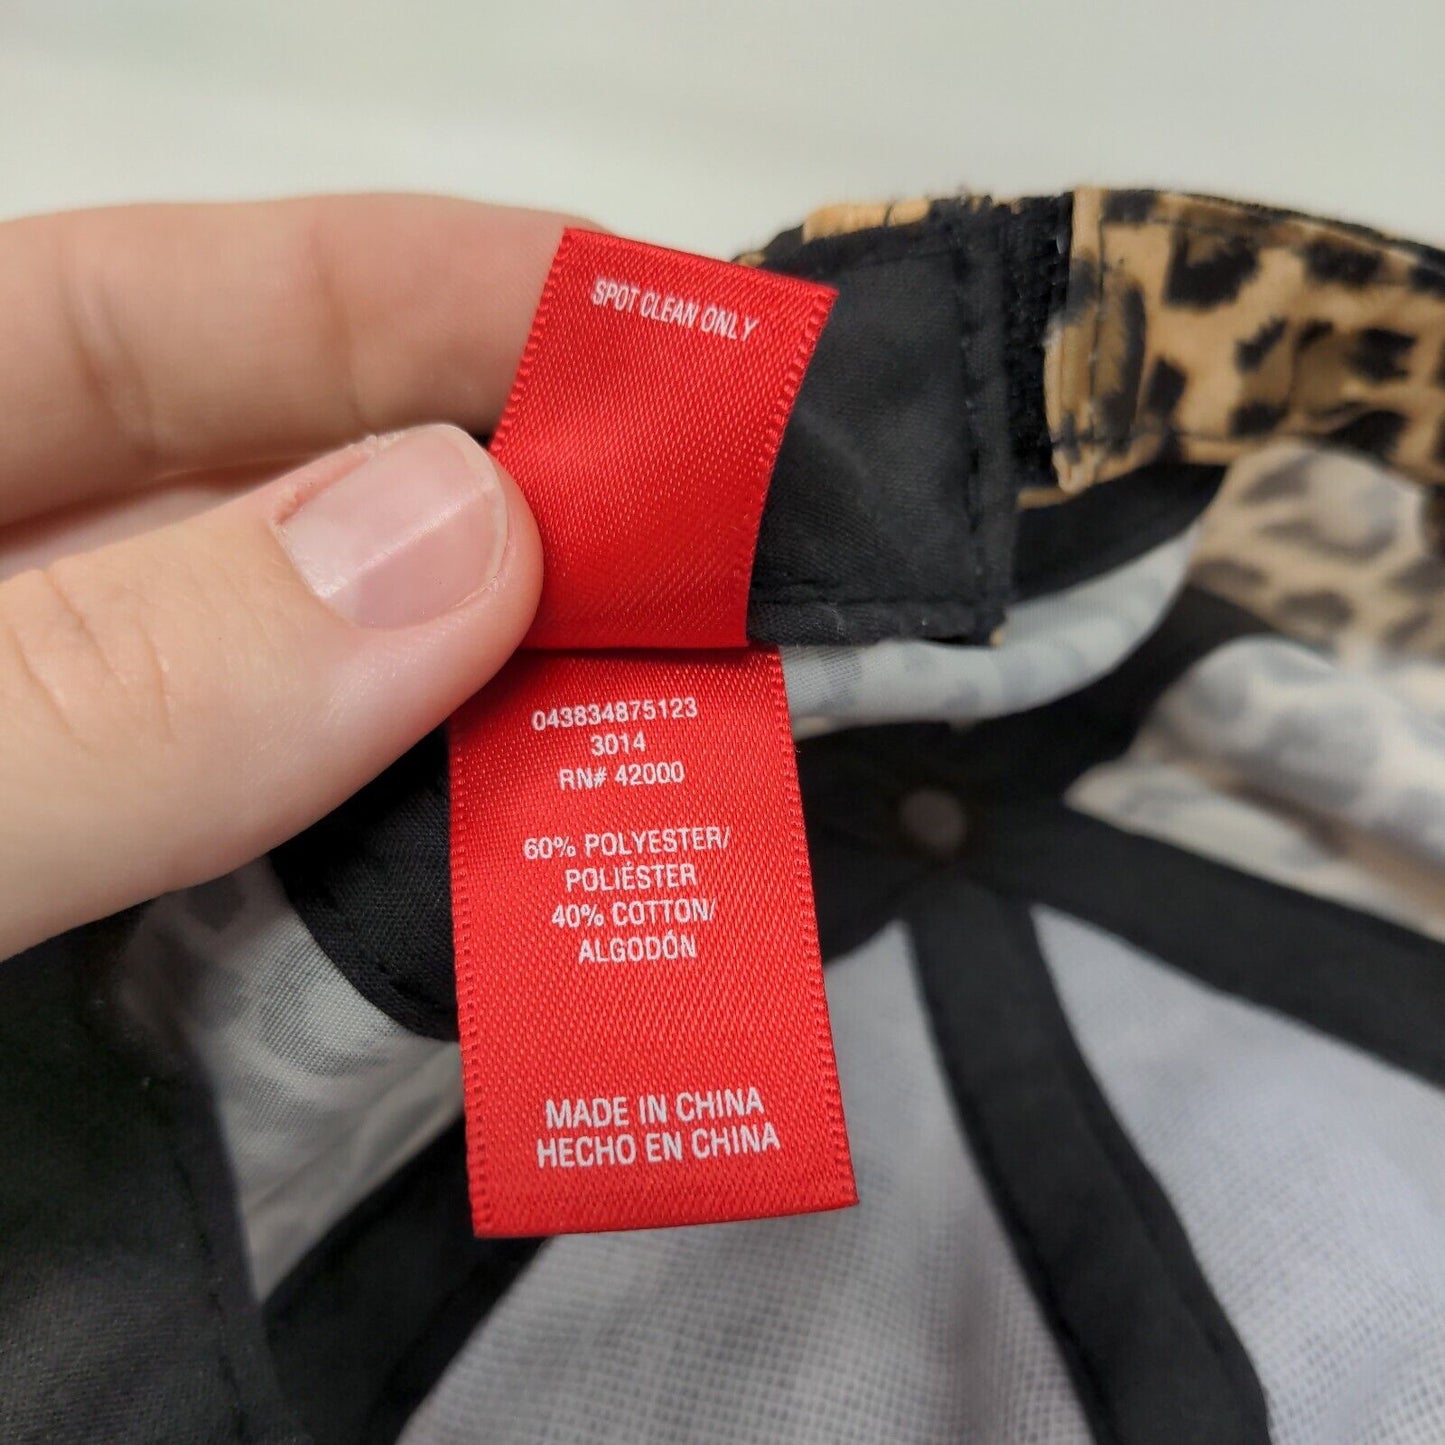 SPOT CLEAN ONLY
043834875123
3014
RN# 42000
60% POLYESTER/
POLIÉSTER
40% COTTON/
ALGODÓN
MADE IN CHINA
HECHO EN CHINA